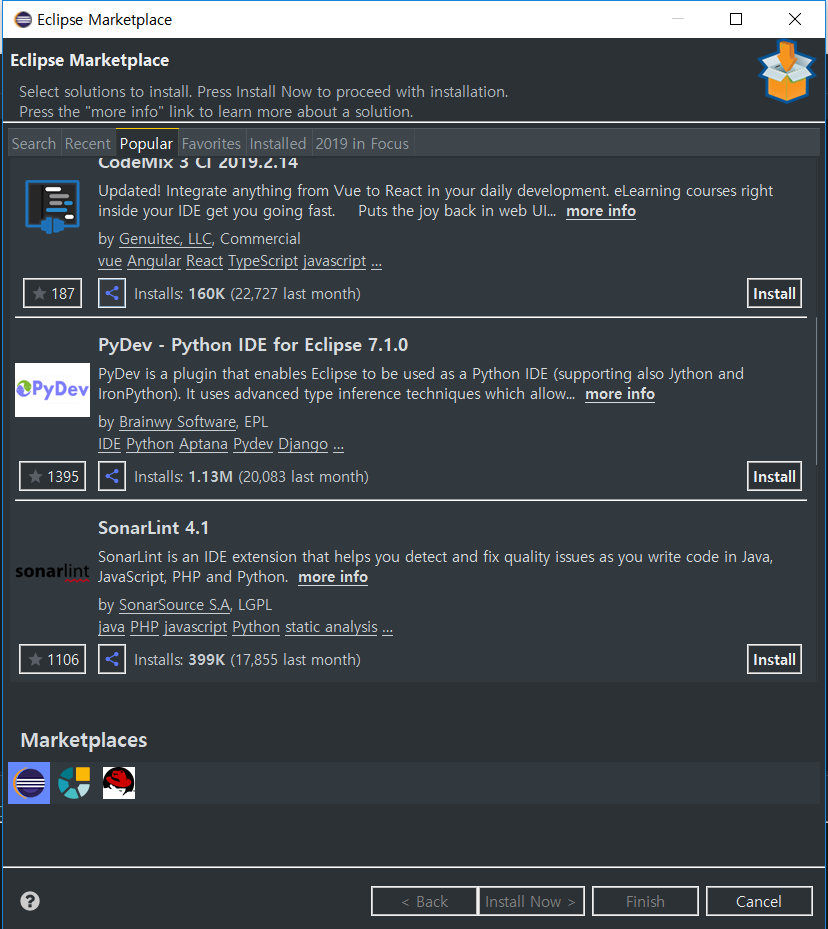 Eclipse Marketplace
Eclipse Marketplace
Select solutions to install. Press Install Now to proceed with installation.
Press the "more info" link to learn more about a solution.
Search Recent Popular Favorites Installed 2019 in Focus
CodeMix 3 CI 2019.2.14
Updated! Integrate anything from Vue to React in your daily development. eLearning courses right
inside your IDE get you going fast. Puts the joy back in web UI... more info
by Genuitec, LLC, Commercial
vue Angular React TypeScript javascript ...
187 Installs: 160K (22,727 last month) Install
PyDev - Python IDE for Eclipse 7.1.0
PyDev
PyDev is a plugin that enables Eclipse to be used as a Python IDE (supporting also Jython and
IronPython). It uses advanced type inference techniques which allow... more info
by Brainwy Software, EPL
IDE Python Aptana Pydev Django ...
1395 Installs: 1.13M (20,083 last month) Install
SonarLint 4.1
sonarlint
SonarLint is an IDE extension that helps you detect and fix quality issues as you write code in Java,
JavaScript, PHP and Python. more info
by SonarSource S.A, LGPL
java PHP javascript Python static analysis ...
1106 Installs: 399K (17,855 last month) Install
Marketplaces
? < Back Install Now > Finish Cancel